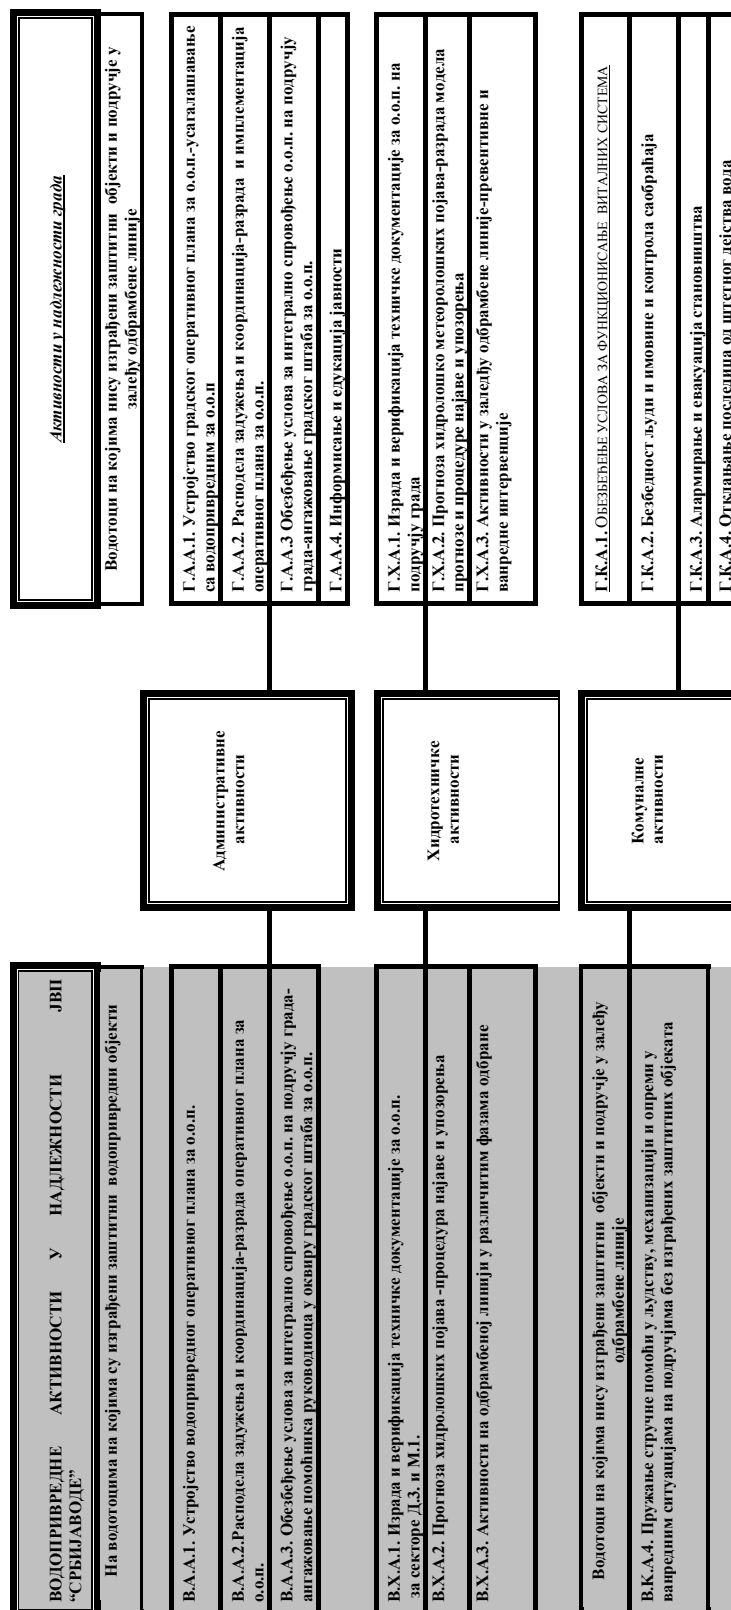 ВОДОПРИВРЕДНЕ АКТИВНОСТИ У НАДЛЕЖНОСТИ ЈВП
“СРБИЈАВОДЕ”
На водотоцима на којима су изграђени заштитни водопривредни објекти
В.А.А.1. Устројство водопривредног оперативног плана за о.о.п.
В.А.А.2.Расподела задужења и координација-разрада оперативног плана за
о.о.п.
В.А.А.3. Обезбеђење услова за интегрално спровођење о.о.п. на подручју града-
ангажовање помоћника руководиоца у оквиру градског штаба за о.о.п.
В.Х.А.1. Израда и верификација техничке документације за о.о.п.
за секторе Д.3. и М.1.
В.Х.А.2. Прогноза хидролошких појава -процедура најаве и упозорења
В.Х.А.3. Активности на одбрамбеној линији у различитим фазама одбране
Водотоци на којима нису изграђени заштитни објекти и подручје у залеђу
одбрамбене линије
В.К.А.4. Пружање стручне помоћи у људству, механизацији и опреми у
ванредним ситуацијама на подручјима без изграђених заштитних објеката
Административне
активности
Хидротехничке
активности
Комуналне
активности
Активности у надлежности града
Водотоци на којима нису изграђени заштитни објекти и подручје у
залеђу одбрамбене линије
Г.А.А.1. Устројство градског оперативног плана за о.о.п.-усагалашавање
са водопривредним за о.о.п
Г.А.А.2. Расподела задужења и координација-разрада и имплементација
оперативног плана за о.о.п.
Г.А.А.3 Обезбеђење услова за интегрално спровођење о.о.п. на подручју
града-ангажовање градског штаба за о.о.п.
Г.А.А.4. Информисање и едукација јавности
Г.Х.А.1. Израда и верификација техничке документације за о.о.п. на
подручју града
Г.Х.А.2. Прогноза хидролошко метеоролошких појава-разрада модела
прогнозе и процедуре најаве и упозорења
Г.Х.А.3. Активности у заледђу одбрамбене линије-превентивне и
ванредне интервенције
Г.К.А.1. ОБЕЗБЕЂЕЊЕ УСЛОВА ЗА ФУНКЦИОНИСАЊЕ ВИТАЛНИХ СИСТЕМА
Г.К.А.2. Безбедност људи и имовине и контрола саобраћаја
Г.К.А.3. Алармирање и евакуација становништва
Г.К.А.4. Отклањање последица од штетног дејства вода